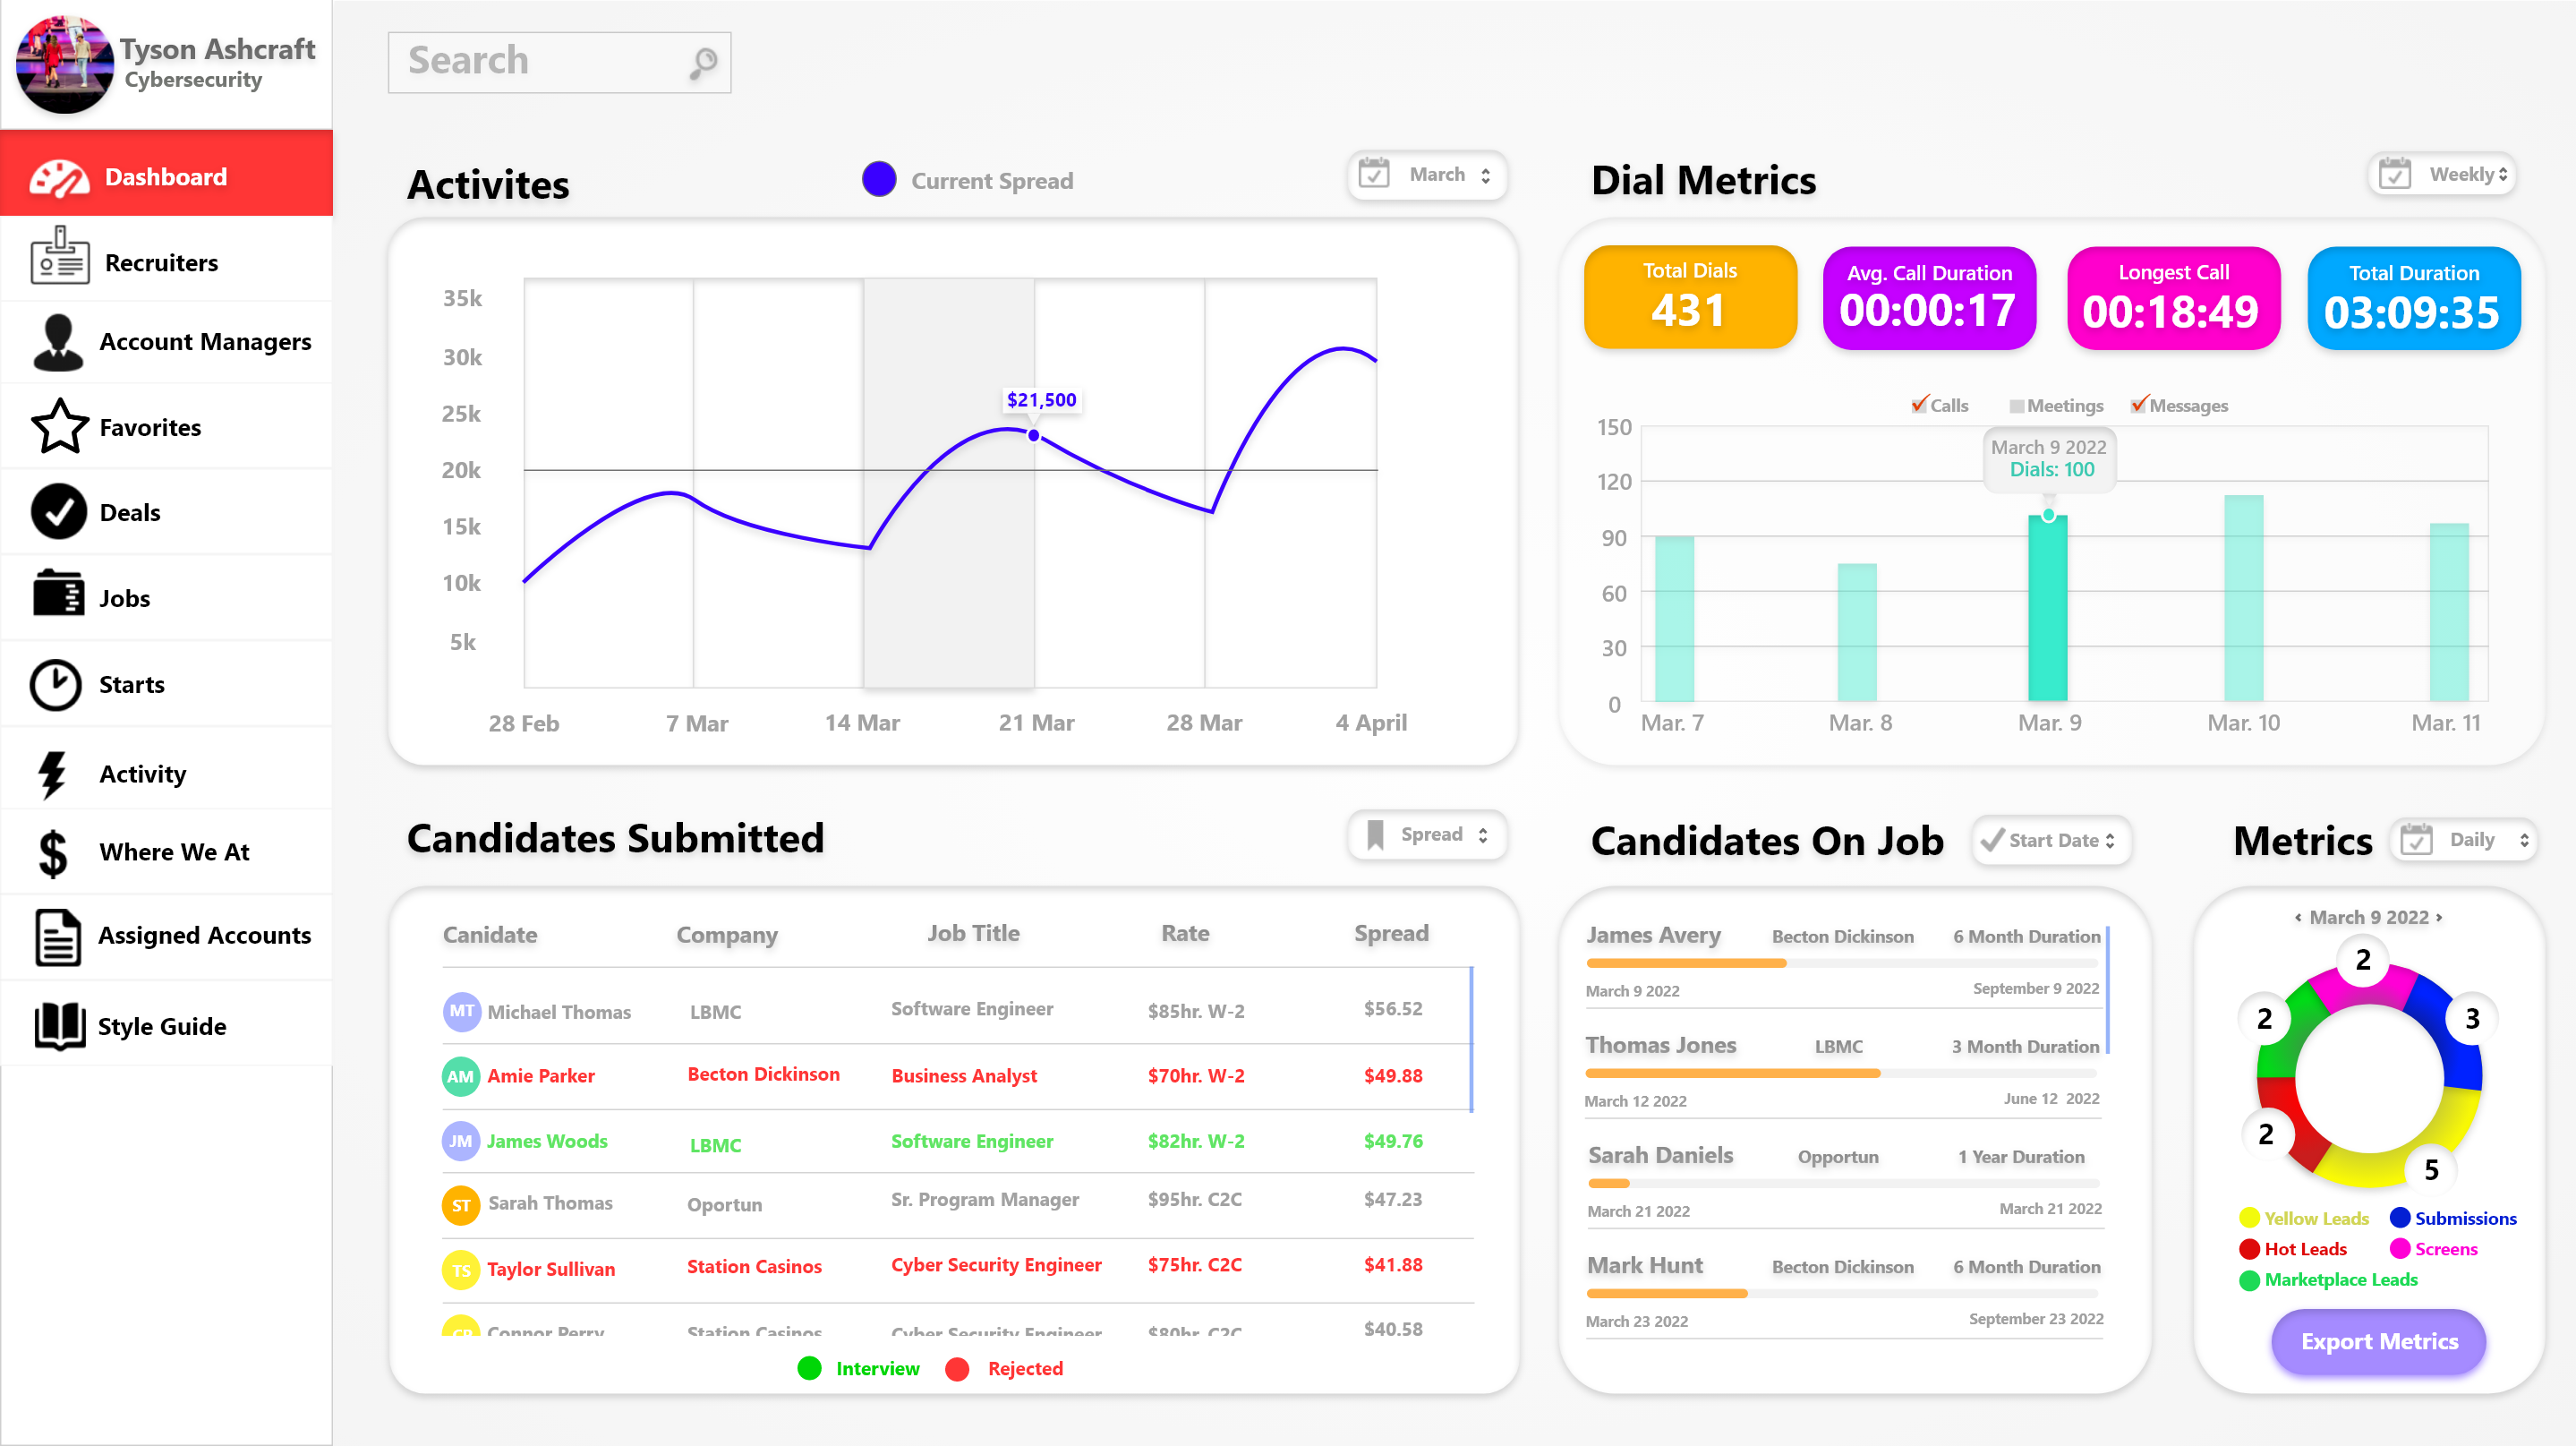 Tyson Ashcraft
Cybersecurity
Dashboard
Recruiters
Account Managers
Favorites
Deals
Jobs
Starts
Activity
Where We At
Assigned Accounts
Style Guide
Search
Activites
Current Spread
March
35k
30k
25k
20k
15k
10k
5k
$21,500
28 Feb 7 Mar 14 Mar 21 Mar 28 Mar 4 April
Dial Metrics
Weekly
Total Dials
431
Avg. Call Duration
00:00:17
Longest Call
00:18:49
Total Duration
03:09:35
Calls Meetings Messages
150
120
90
60
30
0
March 9 2022
Dials: 100
Mar. 7 Mar. 8 Mar. 9 Mar. 10 Mar. 11
Candidates Submitted
Spread
Canidate Company Job Title Rate Spread
MT Michael Thomas LBMC Software Engineer $85hr. W-2 $56.52
AM Amie Parker Becton Dickinson Business Analyst $70hr. W-2 $49.88
JM James Woods LBMC Software Engineer $82hr. W-2 $49.76
ST Sarah Thomas Oportun Sr. Program Manager $95hr. C2C $47.23
TS Taylor Sullivan Station Casinos Cyber Security Engineer $75hr. C2C $41.88
Connor Perry Station Casinos Cyber Security Engineer $80hr. C2C $40.58
Interview Rejected
Candidates On Job
Start Date
James Avery Becton Dickinson 6 Month Duration
March 9 2022 September 9 2022
Thomas Jones LBMC 3 Month Duration
March 12 2022 June 12 2022
Sarah Daniels Opportun 1 Year Duration
March 21 2022 March 21 2022
Mark Hunt Becton Dickinson 6 Month Duration
March 23 2022 September 23 2022
Metrics
Daily
‹ March 9 2022 ›
2
2
3
2
5
Yellow Leads Submissions
Hot Leads Screens
Marketplace Leads
Export Metrics